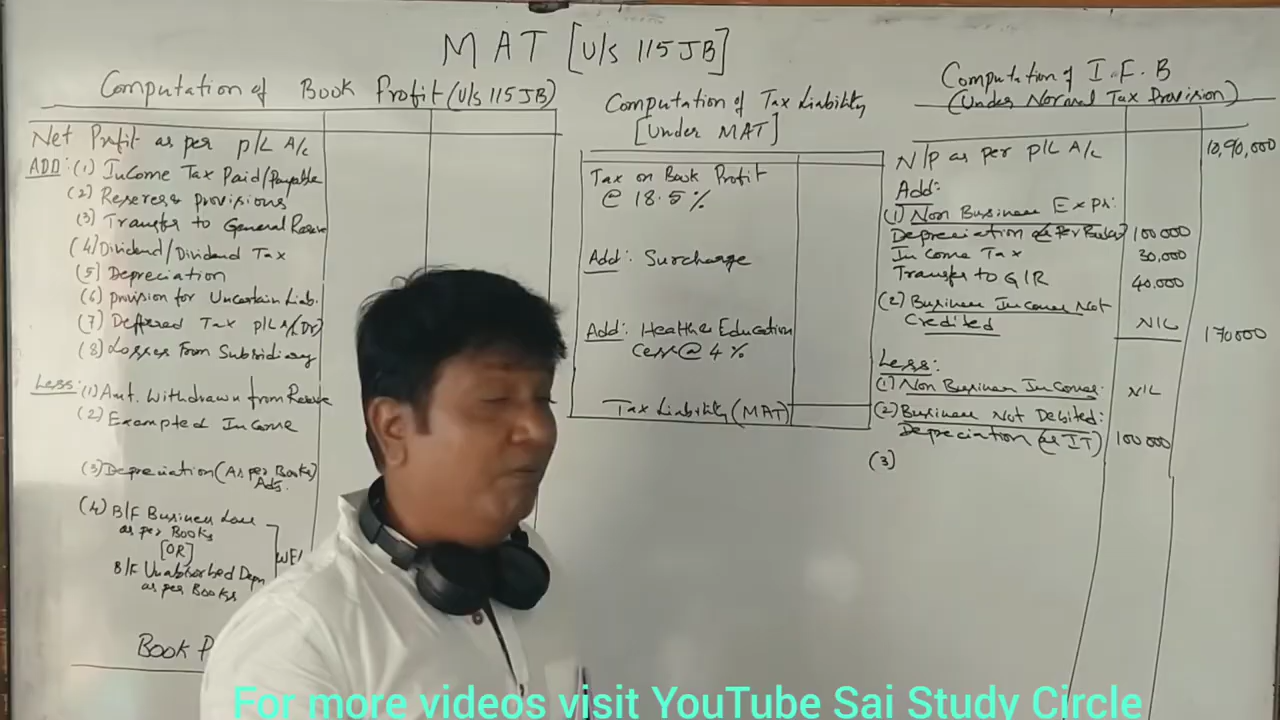 MAT [U/s 115JB]
Computation of Book Profit (U/s 115JB)
Net Profit as per P/L A/c
ADD: (1) Income Tax Paid/Payable
(2) Reseres & Provisions
(3) Transfer to General Reserve
(4) Dividend/Dividend Tax
(5) Depreciation
(6) Provision for Uncertain Liab.
(7) Deffered Tax P/L A/c (Dr)
(8) Losses From Subsidiary
Less: (1) Amt. Withdrawn from Reserve
(2) Exempted Income
(3) Depreciation (As per Books)
Adj.
(4) B/F Business Loss
as per Books
[OR]
B/F Unabsorbed Depn
as per Books
Book P
Computation of Tax Liability
[Under MAT]
Tax on Book Profit
@ 18.5%
Add: Surcharge
Add: Health & Education
Cess @ 4%
Tax Liability (MAT)
Computation of I.F.B
(Under Normal Tax Provision)
N/P as per P/L A/c 10,90,000
Add:
(1) Non Business Exps:
Depreciation as Per Books 100000
Income Tax 30,000
Transfer to G/R 40,000
(2) Business Income Not
Credited NIL 170000
Less:
(1) Non Business Incomes. NIL
(2) Business Not Debited:
Depreciation (as IT) 100000
(3)
For more videos visit YouTube Sai Study Circle